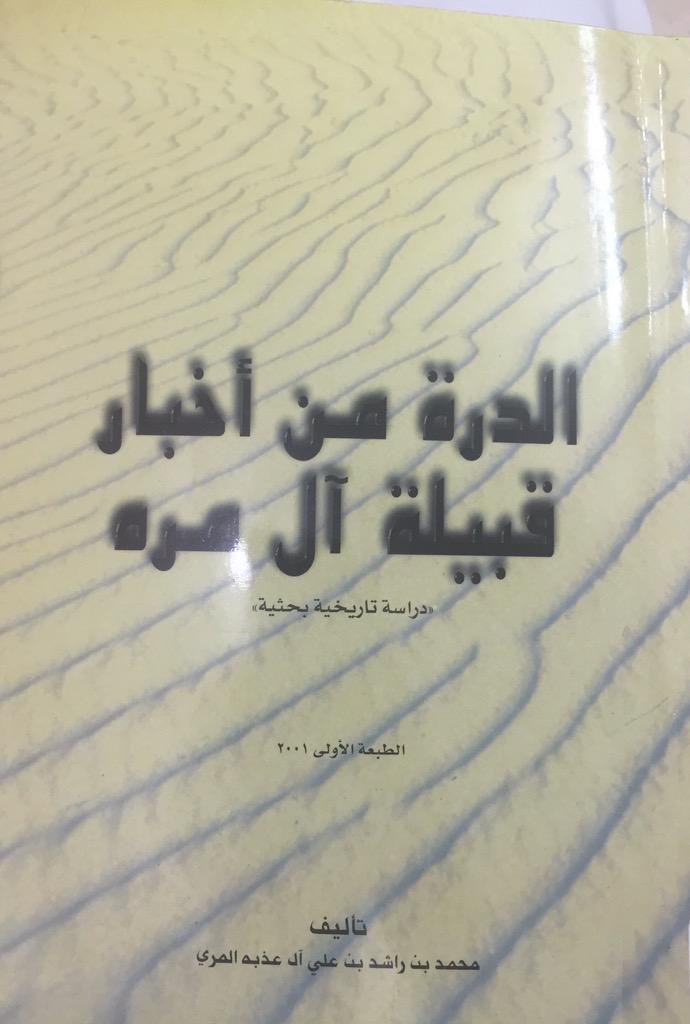 الدرة من أخبار
قبيلة آل مره
«دراسة تاريخية بحثية»
الطبعة الأولى ٢٠٠١
تأليف
محمد بن راشد بن علي آل عذبه المري